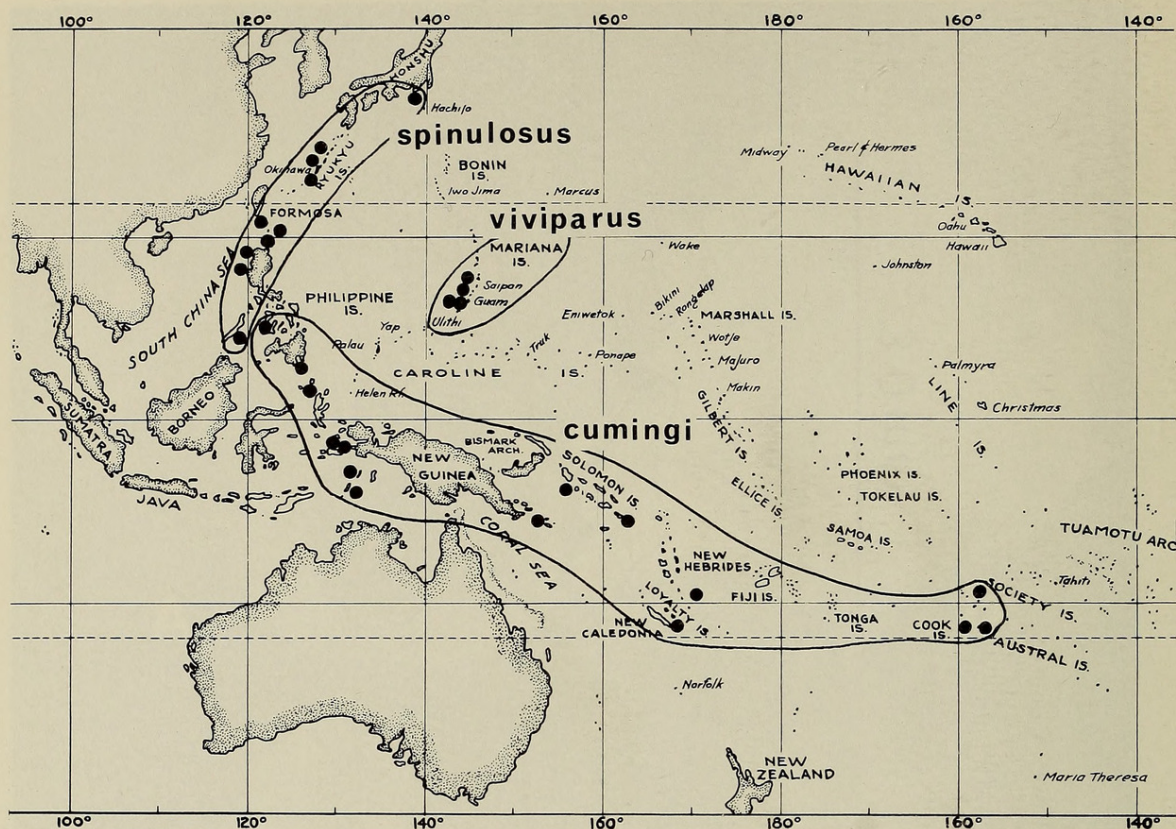 100° 120° 140° 160° 180° 160° 140°
HONSHU
Hachijo
spinulosus
Okinawa
RYUKYU
IS.
BONIN
IS.
Iwo Jima
Marcus
Midway
Pearl & Hermes
HAWAIIAN
IS.
Oahu
Hawaii
Johnston
FORMOSA
viviparus
MARIANA
IS.
Saipan
Guam
Ulithi
Wake
SOUTH CHINA SEA
PHILIPPINE
IS.
Yap
Palau
Eniwetok
Bikini
Rongelap
MARSHALL IS.
Wotje
Majuro
Makin
Truk
Ponape
CAROLINE IS.
Helen Rf.
Palmyra
LINE
IS
Christmas
GILBERT IS.
cumingi
SUMATRA
BORNEO
JAVA
NEW
GUINEA
BISMARK
ARCH.
SOLOMON IS.
ELLICE IS.
PHOENIX IS.
TOKELAU IS.
SAMOA IS.
TUAMOTU ARC
CORAL SEA
NEW
HEBRIDES
FIJI IS.
LOYALTY IS
NEW
CALEDONIA
TONGA
IS.
COOK
IS.
SOCIETY IS.
Tahiti
AUSTRAL IS.
Norfolk
NEW
ZEALAND
Maria Theresa
100° 120° 140° 160° 180° 160° 140°